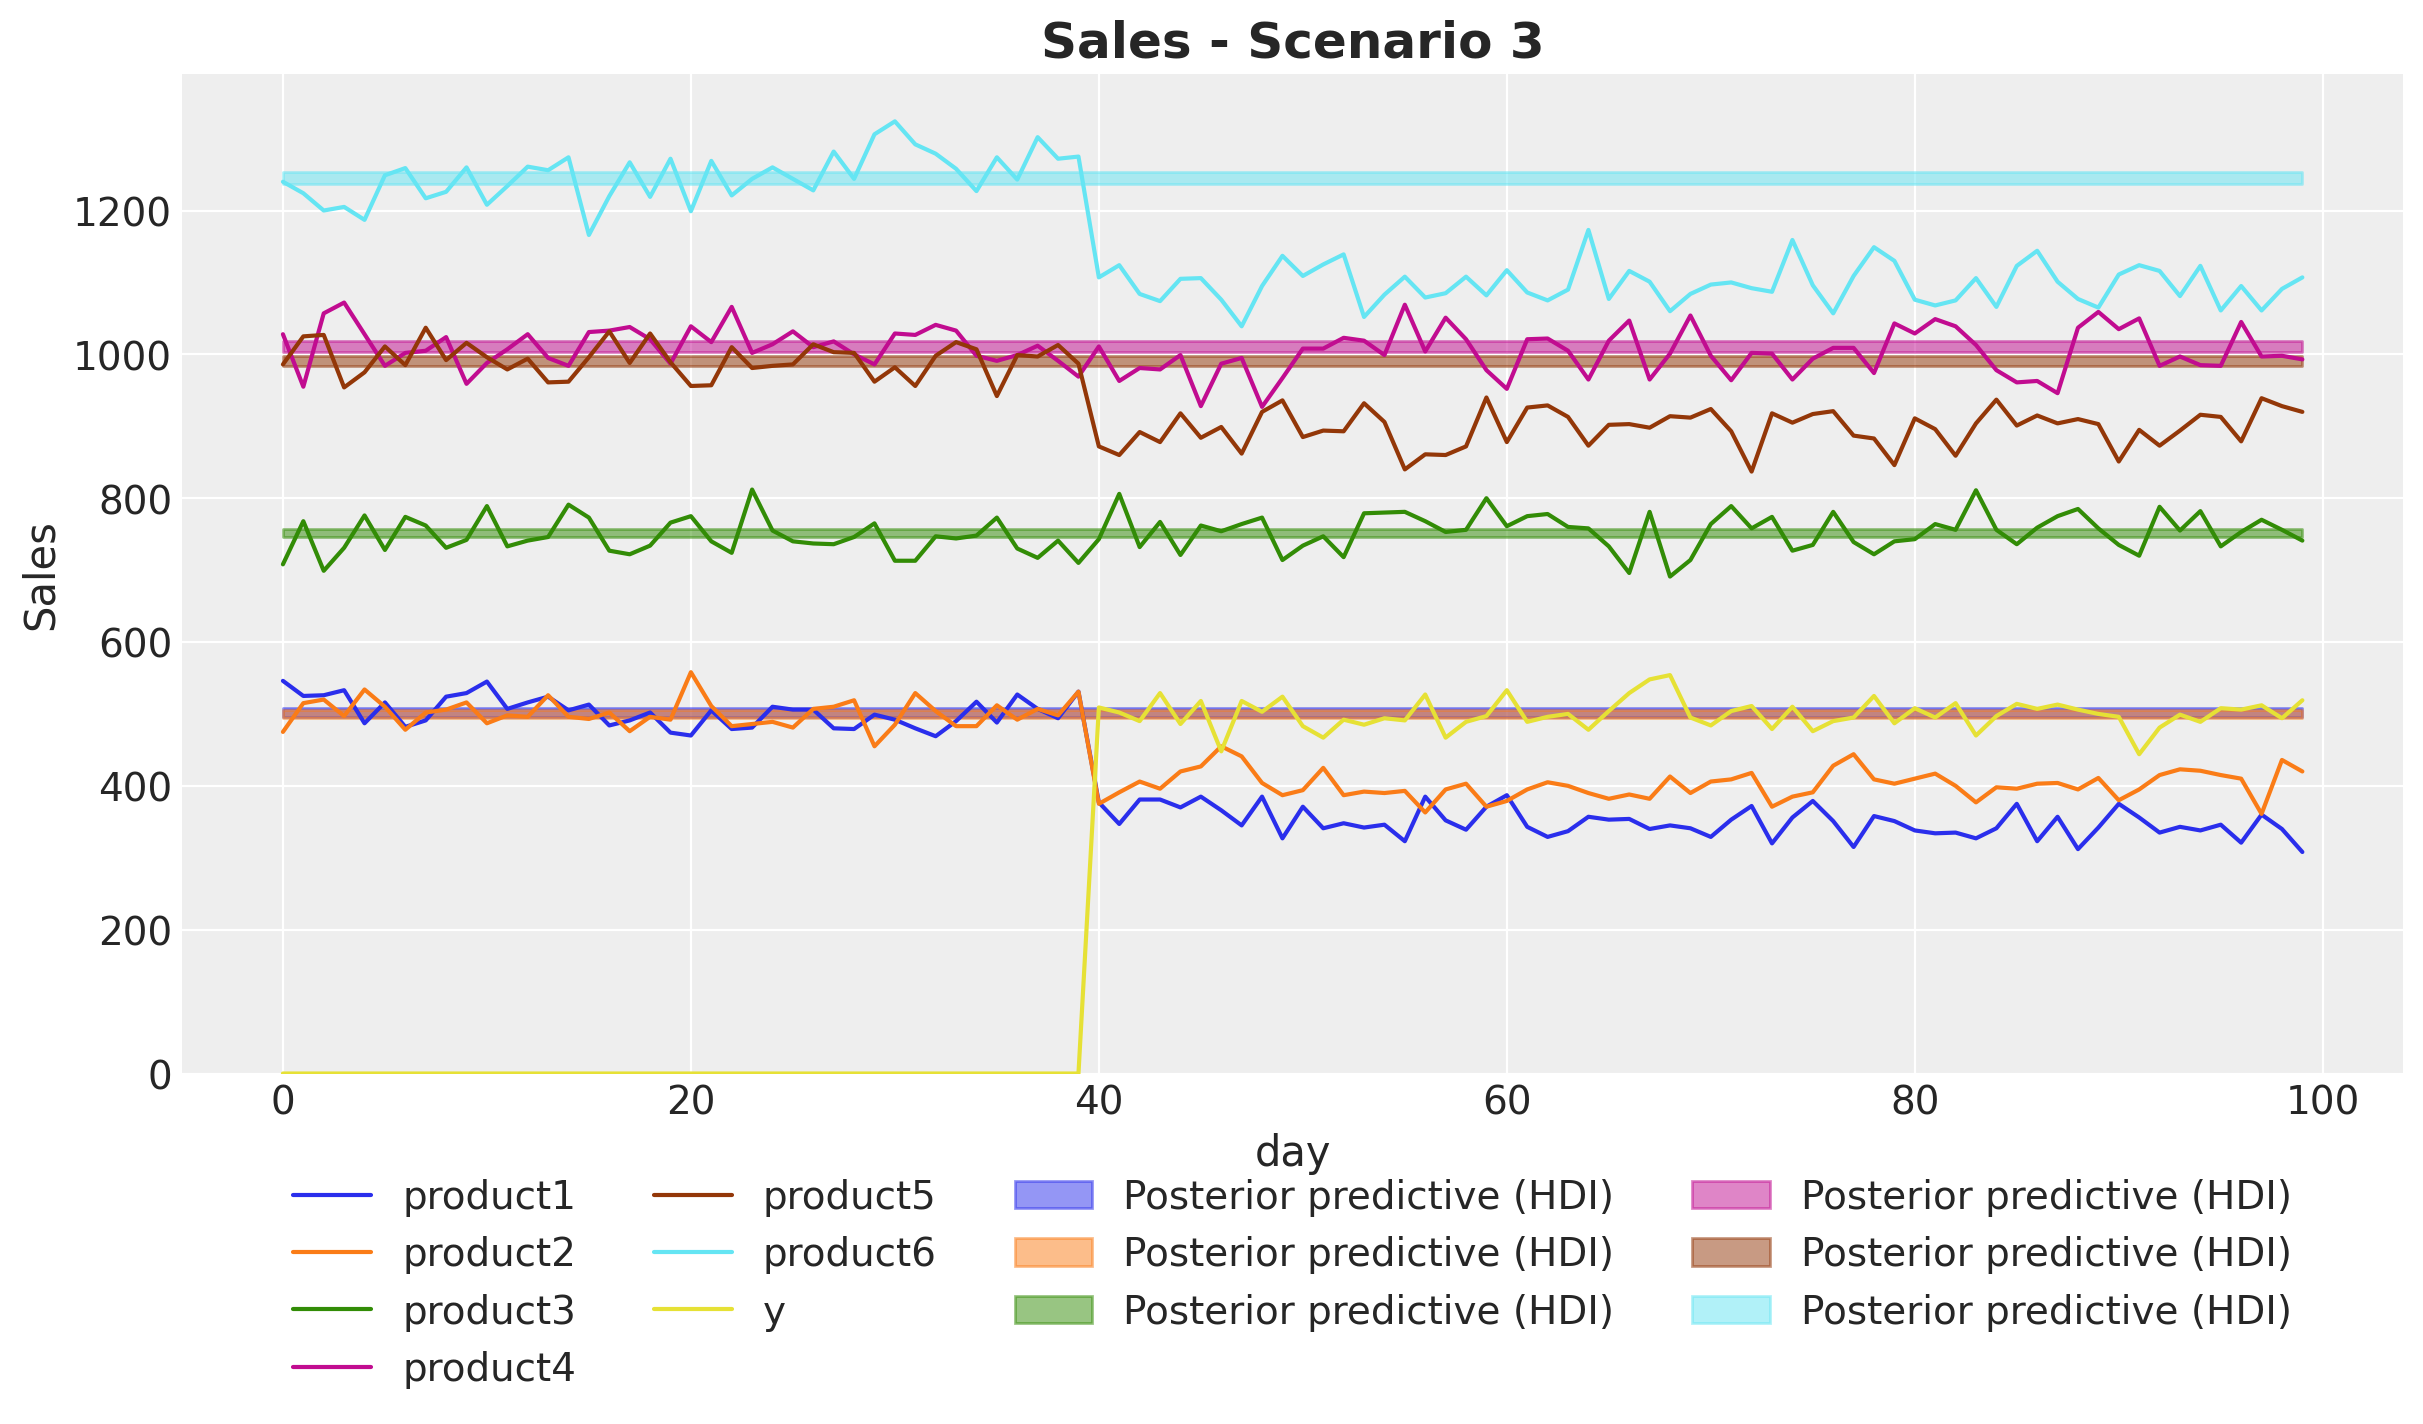 Sales - Scenario 3
Sales
1200
1000
800
600
400
200
0
0 20 40 60 80 100
day
product1 product5 Posterior predictive (HDI) Posterior predictive (HDI)
product2 product6 Posterior predictive (HDI) Posterior predictive (HDI)
product3 y Posterior predictive (HDI) Posterior predictive (HDI)
product4